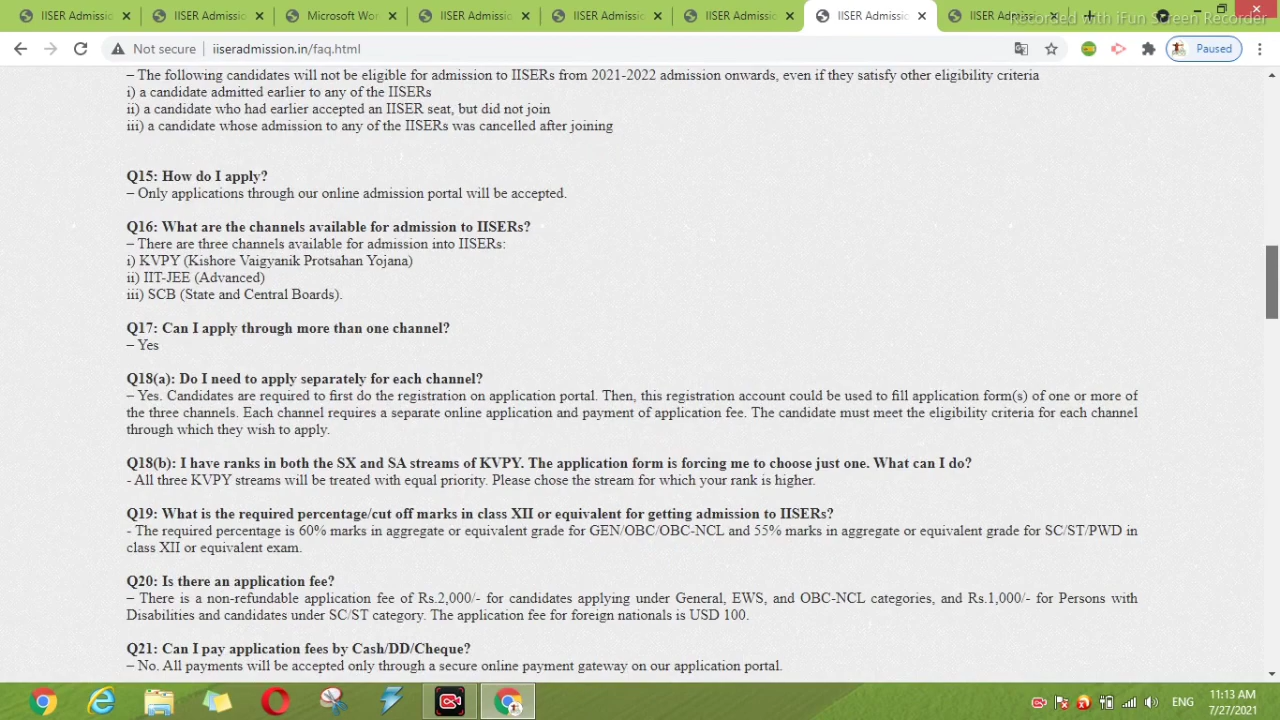 IISER Admissio
IISER Admissio
Microsoft Wor
IISER Admissio
IISER Admissio
IISER Admissio
IISER Admissio
IISER Admissio
Recorded with iFun Screen Recorder
Not secure
iiseradmission.in/faq.html
Paused
– The following candidates will not be eligible for admission to IISERs from 2021-2022 admission onwards, even if they satisfy other eligibility criteria
i) a candidate admitted earlier to any of the IISERs
ii) a candidate who had earlier accepted an IISER seat, but did not join
iii) a candidate whose admission to any of the IISERs was cancelled after joining
Q15: How do I apply?
– Only applications through our online admission portal will be accepted.
Q16: What are the channels available for admission to IISERs?
– There are three channels available for admission into IISERs:
i) KVPY (Kishore Vaigyanik Protsahan Yojana)
ii) IIT-JEE (Advanced)
iii) SCB (State and Central Boards).
Q17: Can I apply through more than one channel?
– Yes
Q18(a): Do I need to apply separately for each channel?
– Yes. Candidates are required to first do the registration on application portal. Then, this registration account could be used to fill application form(s) of one or more of
the three channels. Each channel requires a separate online application and payment of application fee. The candidate must meet the eligibility criteria for each channel
through which they wish to apply.
Q18(b): I have ranks in both the SX and SA streams of KVPY. The application form is forcing me to choose just one. What can I do?
- All three KVPY streams will be treated with equal priority. Please chose the stream for which your rank is higher.
Q19: What is the required percentage/cut off marks in class XII or equivalent for getting admission to IISERs?
- The required percentage is 60% marks in aggregate or equivalent grade for GEN/OBC/OBC-NCL and 55% marks in aggregate or equivalent grade for SC/ST/PWD in
class XII or equivalent exam.
Q20: Is there an application fee?
– There is a non-refundable application fee of Rs.2,000/- for candidates applying under General, EWS, and OBC-NCL categories, and Rs.1,000/- for Persons with
Disabilities and candidates under SC/ST category. The application fee for foreign nationals is USD 100.
Q21: Can I pay application fees by Cash/DD/Cheque?
– No. All payments will be accepted only through a secure online payment gateway on our application portal.
ENG
11:13 AM
7/27/2021